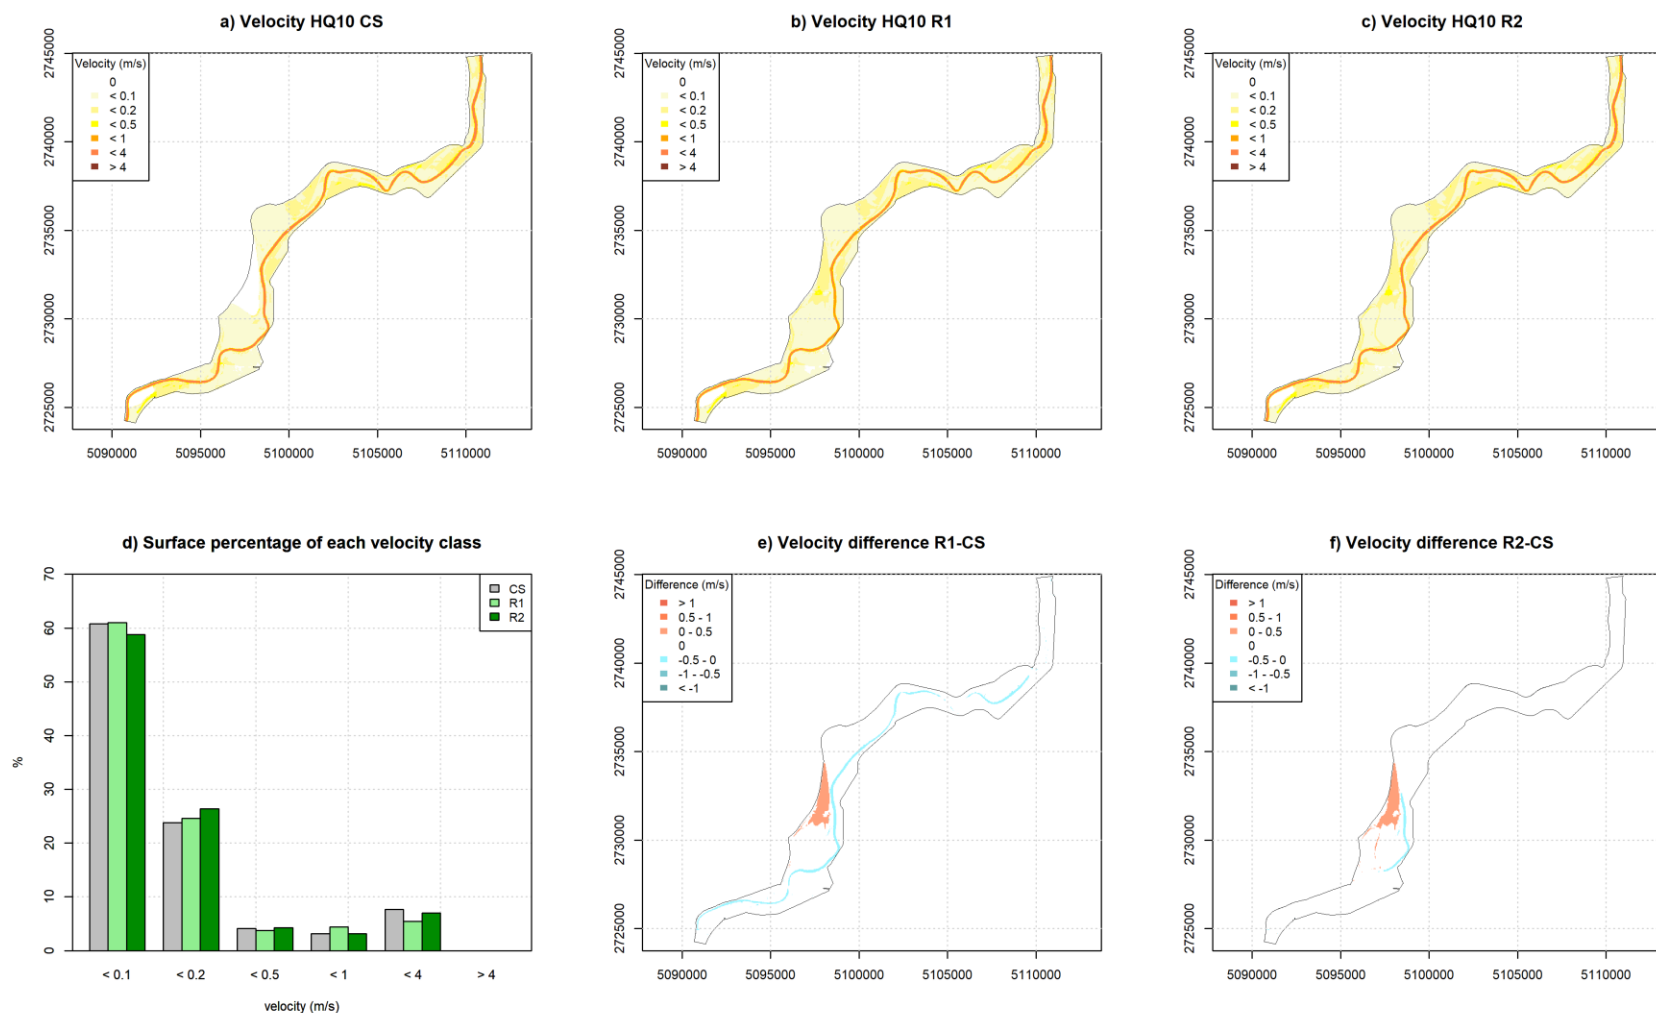 a) Velocity HQ10 CS
Velocity (m/s)
0
< 0.1
< 0.2
< 0.5
< 1
< 4
> 4
2745000
2740000
2735000
2730000
2725000
5090000 5095000 5100000 5105000 5110000
b) Velocity HQ10 R1
Velocity (m/s)
0
< 0.1
< 0.2
< 0.5
< 1
< 4
> 4
2745000
2740000
2735000
2730000
2725000
5090000 5095000 5100000 5105000 5110000
c) Velocity HQ10 R2
Velocity (m/s)
0
< 0.1
< 0.2
< 0.5
< 1
< 4
> 4
2745000
2740000
2735000
2730000
2725000
5090000 5095000 5100000 5105000 5110000
d) Surface percentage of each velocity class
CS
R1
R2
70
60
50
40
30
20
10
0
%
< 0.1 < 0.2 < 0.5 < 1 < 4 > 4
velocity (m/s)
e) Velocity difference R1-CS
Difference (m/s)
> 1
0.5 - 1
0 - 0.5
0
-0.5 - 0
-1 - -0.5
< -1
2745000
2740000
2735000
2730000
2725000
5090000 5095000 5100000 5105000 5110000
f) Velocity difference R2-CS
Difference (m/s)
> 1
0.5 - 1
0 - 0.5
0
-0.5 - 0
-1 - -0.5
< -1
2745000
2740000
2735000
2730000
2725000
5090000 5095000 5100000 5105000 5110000